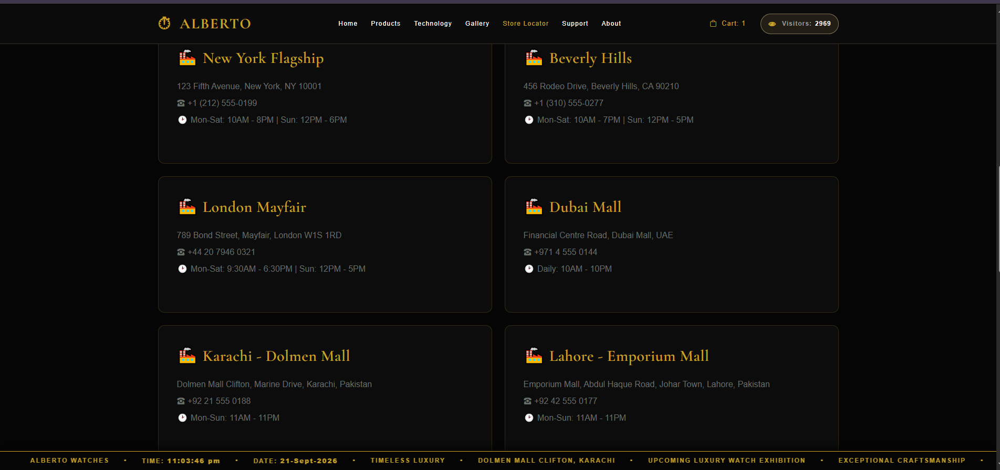 ALBERTO
Home Products Technology Gallery Store Locator Support About
Cart: 1
Visitors: 2969
New York Flagship
123 Fifth Avenue, New York, NY 10001
+1 (212) 555-0199
Mon-Sat: 10AM - 8PM | Sun: 12PM - 6PM
Beverly Hills
456 Rodeo Drive, Beverly Hills, CA 90210
+1 (310) 555-0277
Mon-Sat: 10AM - 7PM | Sun: 12PM - 5PM
London Mayfair
789 Bond Street, Mayfair, London W1S 1RD
+44 20 7946 0321
Mon-Sat: 9:30AM - 6:30PM | Sun: 12PM - 5PM
Dubai Mall
Financial Centre Road, Dubai Mall, UAE
+971 4 555 0144
Daily: 10AM - 10PM
Karachi - Dolmen Mall
Dolmen Mall Clifton, Marine Drive, Karachi, Pakistan
+92 21 555 0188
Mon-Sun: 11AM - 11PM
Lahore - Emporium Mall
Emporium Mall, Abdul Haque Road, Johar Town, Lahore, Pakistan
+92 42 555 0177
Mon-Sun: 11AM - 11PM
ALBERTO WATCHES • TIME: 11:03:46 pm • DATE: 21-Sept-2026 • TIMELESS LUXURY • DOLMEN MALL CLIFTON, KARACHI • UPCOMING LUXURY WATCH EXHIBITION • EXCEPTIONAL CRAFTSMANSHIP •